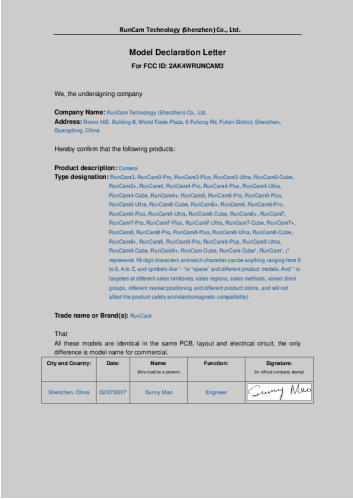 RunCam Technology (Shenzhen) Co., Ltd.
Model Declaration Letter
For FCC ID: 2AK4WRUNCAM3
We, the undersigning company
Company Name: RunCam Technology (Shenzhen) Co., Ltd.
Address: Room 16E, Building B, World Trade Plaza, 9 Fuhong Rd, Futian District, Shenzhen,
Guangdong, China
Hereby confirm that the following products:
Product description: Camera
Type designation: RunCam3, RunCam3-Pro, RunCam3-Plus, RunCam3-Ultra, RunCam3-Cube,
RunCam3+, RunCam4, RunCam4-Pro, RunCam4-Plus, RunCam4-Ultra,
RunCam4-Cube, RunCam4+, RunCam5, RunCam5-Pro, RunCam5-Plus,
RunCam5-Ultra, RunCam5-Cube, RunCam5+, RunCam6, RunCam6-Pro,
RunCam6-Plus, RunCam6-Ultra, RunCam6-Cube, RunCam6+, RunCam7,
RunCam7-Pro, RunCam7-Plus, RunCam7-Ultra, RunCam7-Cube, RunCam7+,
RunCam8, RunCam8-Pro, RunCam8-Plus, RunCam8-Ultra, RunCam8-Cube,
RunCam8+, RunCam9, RunCam9-Pro, RunCam9-Plus, RunCam9-Ultra,
RunCam9-Cube, RunCam9+, RunCam-Cube, RunCam Cube*, RunCam*, (*
represents 18-digit characters and each character can be anything ranging from 0
to 9, A to Z, and symbols like "-"or "space" and different product models. And * is
targeted at different sales territories, sales regions, sales methods, varied client
groups, different market positioning and different product colors, and will not
affect the product safety and electromagnetic compatibility)
Trade name or Brand(s): RunCam
That
All these models are identical in the same PCB, layout and electrical circuit, the only
difference is model name for commercial.
City and Country: Date: Name: Function: Signature:
(this must be a person) (or official company stamp)
Shenzhen, China 02/07/2017 Sunny Mao Engineer Sunny Mao